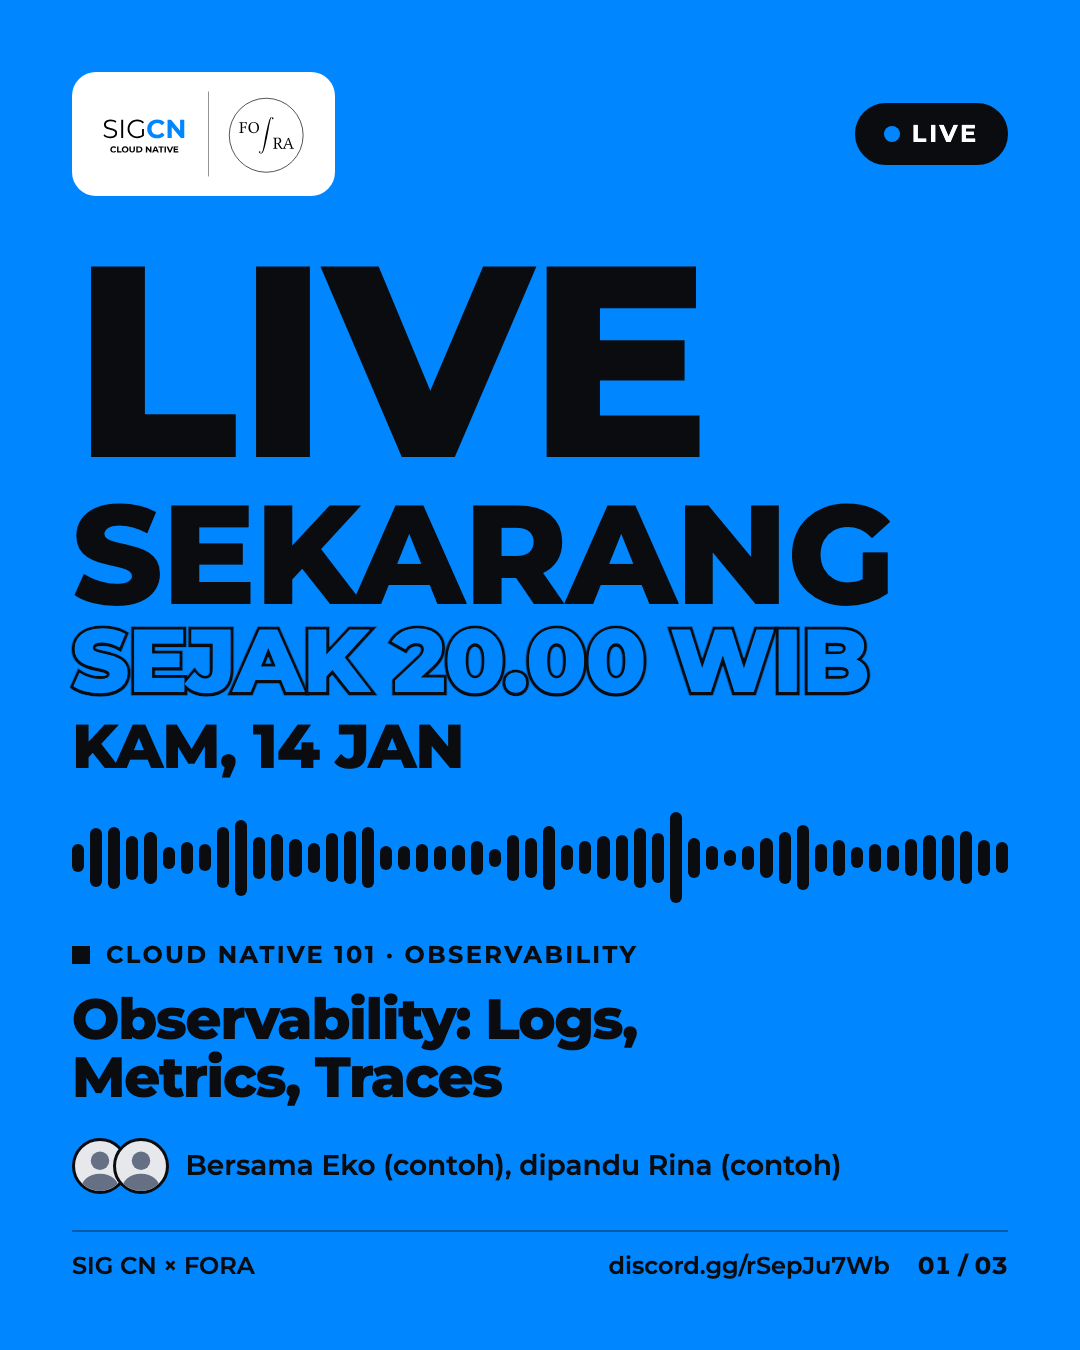 SIGCN
CLOUD NATIVE
FO RA
LIVE
LIVE
SEKARANG
SEJAK 20.00 WIB
KAM, 14 JAN
CLOUD NATIVE 101 · OBSERVABILITY
Observability: Logs,
Metrics, Traces
Bersama Eko (contoh), dipandu Rina (contoh)
SIG CN × FORA
discord.gg/rSepJu7Wb 01 / 03